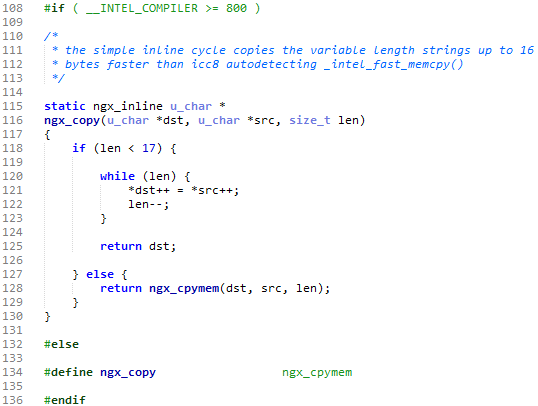 108 #if ( __INTEL_COMPILER >= 800 )
109
110 /*
111  * the simple inline cycle copies the variable length strings up to 16
112  * bytes faster than icc8 autodetecting _intel_fast_memcpy()
113  */
114
115 static ngx_inline u_char *
116 ngx_copy(u_char *dst, u_char *src, size_t len)
117 {
118     if (len < 17) {
119
120         while (len) {
121             *dst++ = *src++;
122             len--;
123         }
124
125         return dst;
126
127     } else {
128         return ngx_cpymem(dst, src, len);
129     }
130 }
131
132 #else
133
134 #define ngx_copy                  ngx_cpymem
135
136 #endif